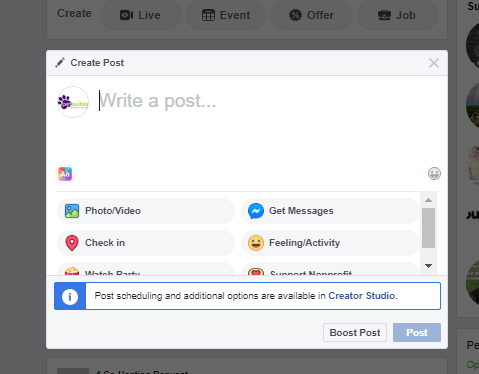 Create Live Event Offer Job
Su
Create Post
Write a post...
Aa
Photo/Video Get Messages
Check in Feeling/Activity
Watch Party Support Nonprofit
Post scheduling and additional options are available in Creator Studio.
Boost Post Post
Pe
Op